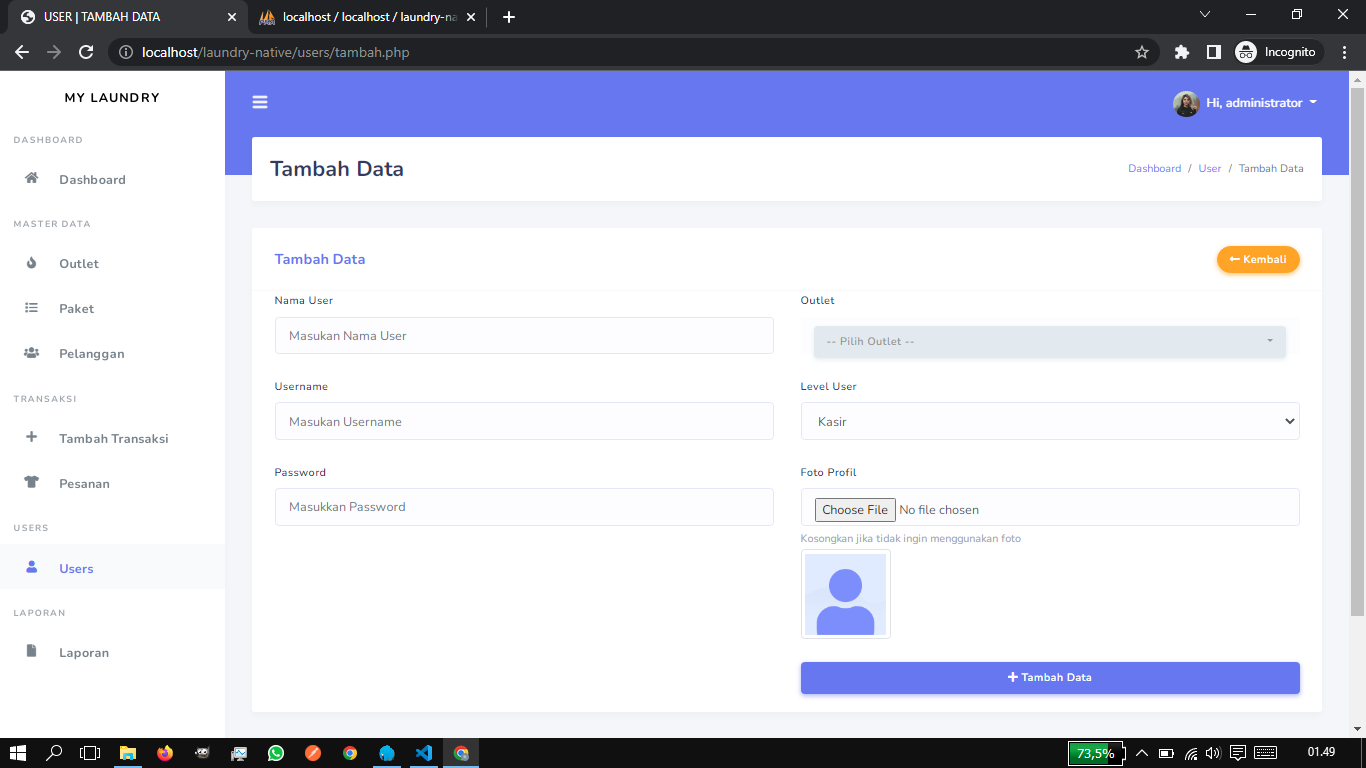 USER | TAMBAH DATA
localhost / localhost / laundry-na
localhost/laundry-native/users/tambah.php
Incognito
MY LAUNDRY
Hi, administrator
DASHBOARD
Dashboard
MASTER DATA
Outlet
Paket
Pelanggan
TRANSAKSI
Tambah Transaksi
Pesanan
USERS
Users
LAPORAN
Laporan
Tambah Data
Dashboard / User / Tambah Data
Tambah Data
Kembali
Nama User
Masukan Nama User
Outlet
-- Pilih Outlet --
Username
Masukan Username
Level User
Kasir
Password
Masukkan Password
Foto Profil
Choose File No file chosen
Kosongkan jika tidak ingin menggunakan foto
Tambah Data
73,5%
01.49